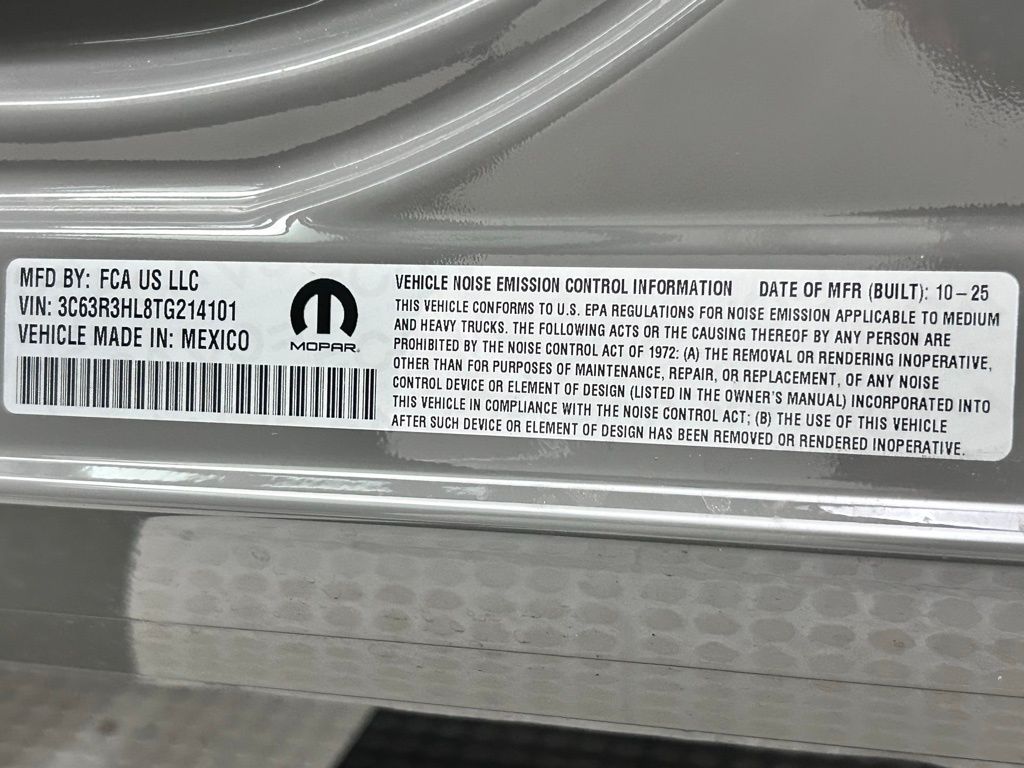 MFD BY: FCA US LLC
VIN: 3C63R3HL8TG214101
VEHICLE MADE IN: MEXICO
MOPAR®
VEHICLE NOISE EMISSION CONTROL INFORMATION DATE OF MFR (BUILT): 10-25
THIS VEHICLE CONFORMS TO U.S. EPA REGULATIONS FOR NOISE EMISSION APPLICABLE TO MEDIUM
AND HEAVY TRUCKS. THE FOLLOWING ACTS OR THE CAUSING THEREOF BY ANY PERSON ARE
PROHIBITED BY THE NOISE CONTROL ACT OF 1972: (A) THE REMOVAL OR RENDERING INOPERATIVE,
OTHER THAN FOR PURPOSES OF MAINTENANCE, REPAIR, OR REPLACEMENT, OF ANY NOISE
CONTROL DEVICE OR ELEMENT OF DESIGN (LISTED IN THE OWNER'S MANUAL) INCORPORATED INTO
THIS VEHICLE IN COMPLIANCE WITH THE NOISE CONTROL ACT; (B) THE USE OF THIS VEHICLE
AFTER SUCH DEVICE OR ELEMENT OF DESIGN HAS BEEN REMOVED OR RENDERED INOPERATIVE.